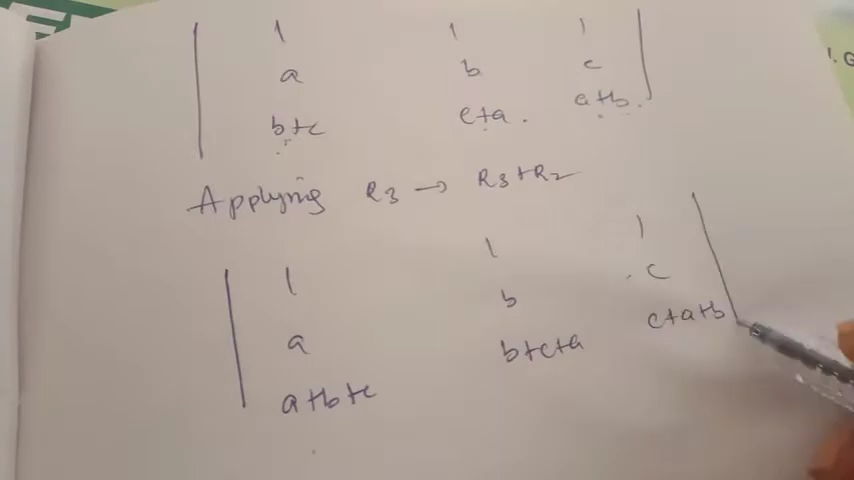 | 1 1 1 |
| a b c |
| b+c c+a. a+b. |
Applying R3 → R3+R2
| 1 1 1 |
| a b c |
| a+b+c b+c+a c+a+b |